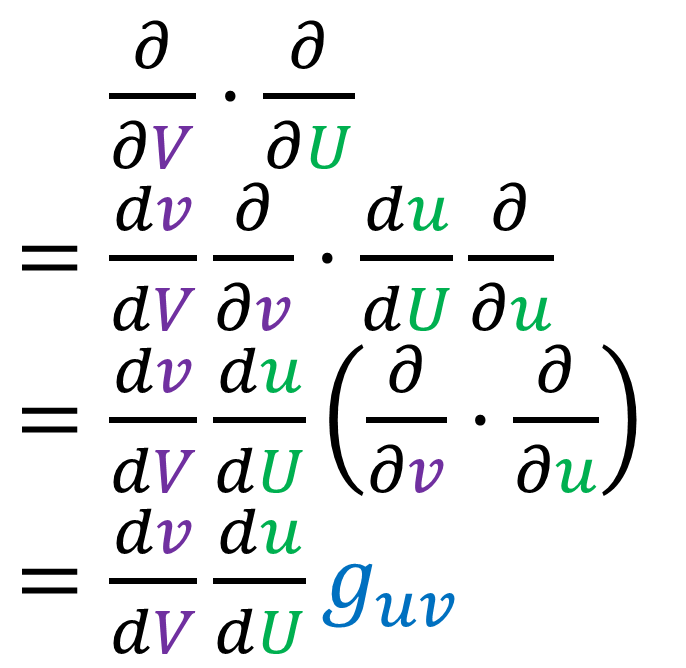 ∂/∂V · ∂/∂U
= dv/dV ∂/∂v · du/dU ∂/∂u
= dv/dV du/dU (∂/∂v · ∂/∂u)
= dv/dV du/dU g_uv